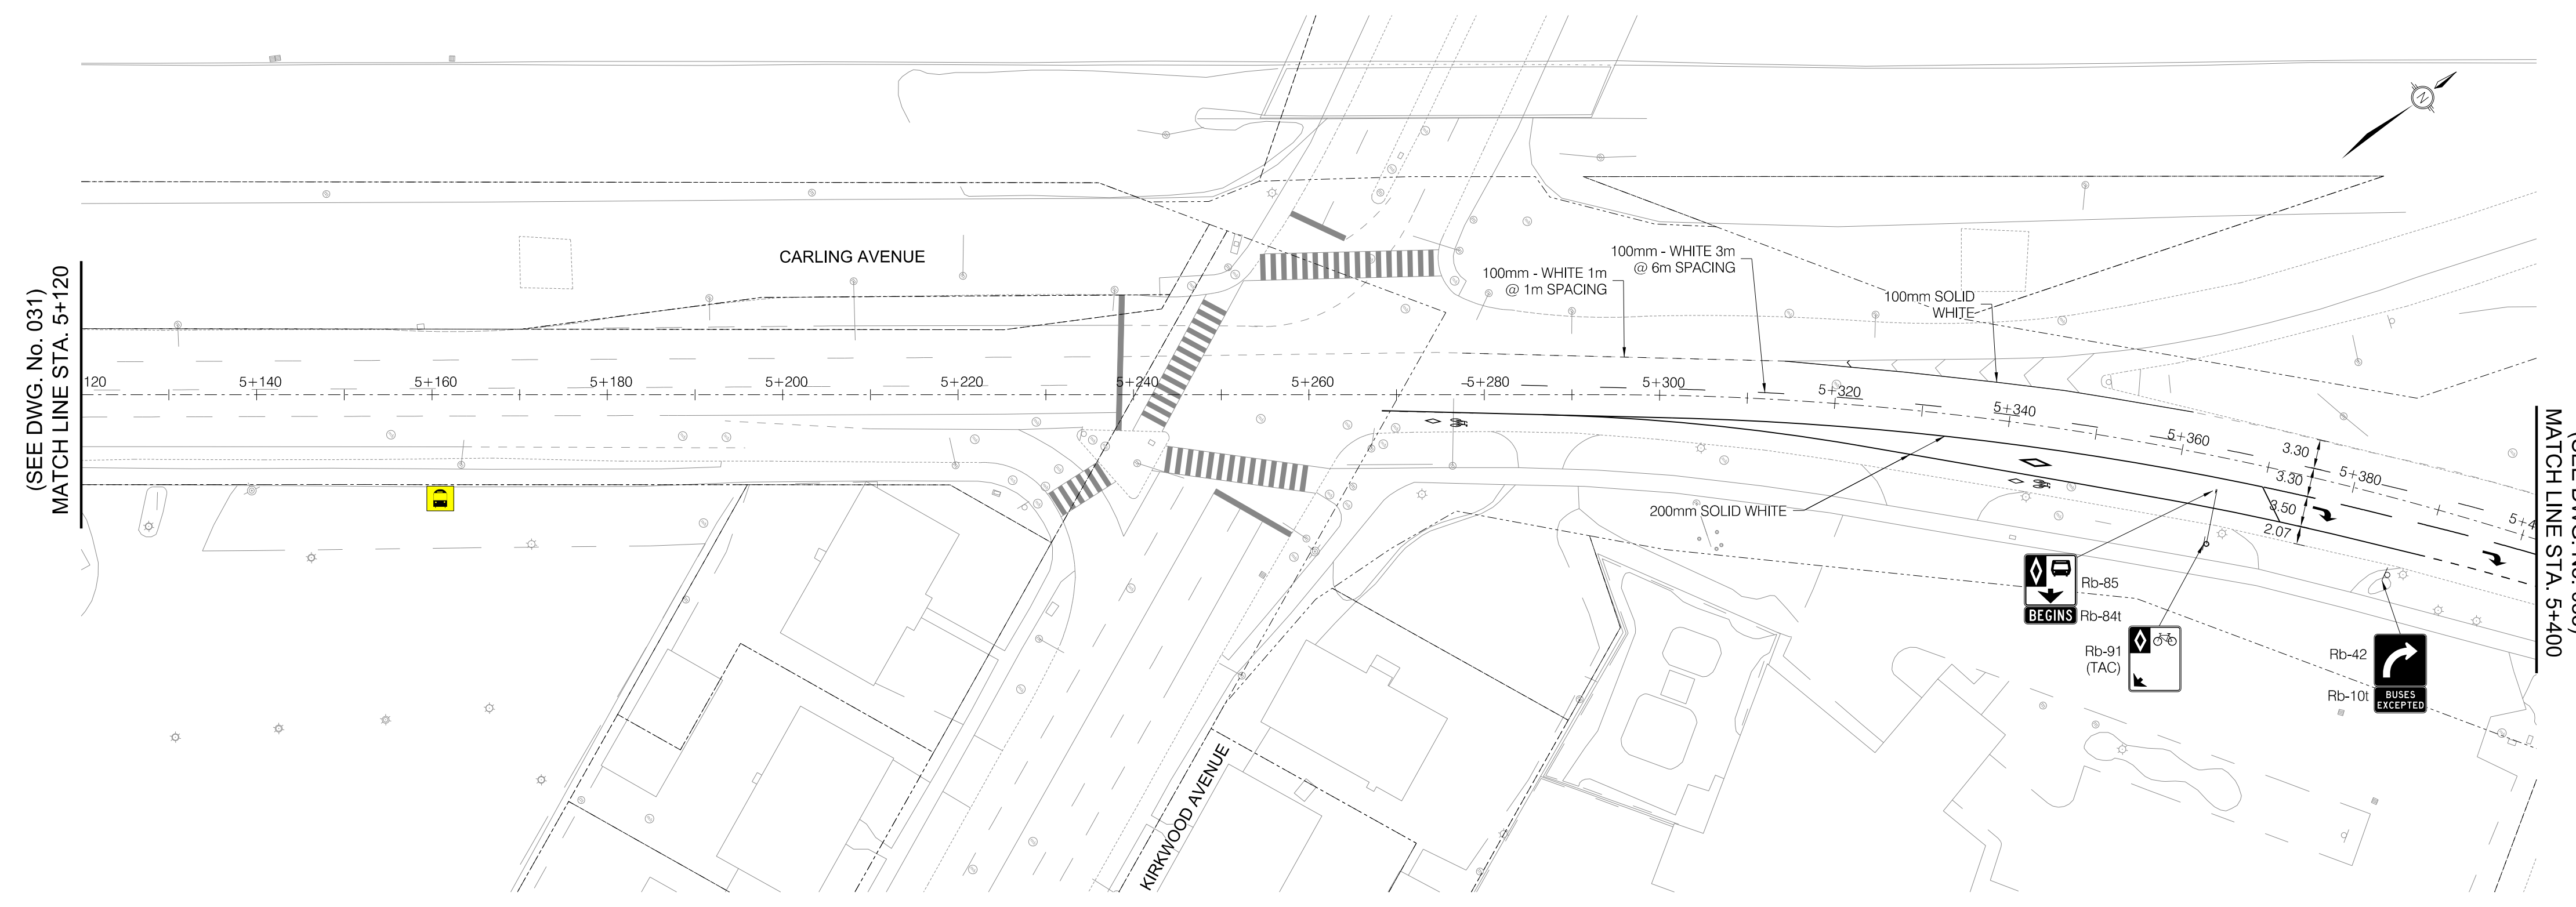 (SEE DWG. No. 031)
MATCH LINE STA. 5+120
CARLING AVENUE
120
5+140
5+160
5+180
5+200
5+220
5+240
5+260
5+280
5+300
5+320
5+340
5+360
5+380
5+4
100mm - WHITE 1m
@ 1m SPACING
100mm - WHITE 3m
@ 6m SPACING
100mm SOLID
WHITE
200mm SOLID WHITE
N
3.30
3.30
3.50
2.07
Rb-85
BEGINS
Rb-84t
Rb-91
(TAC)
Rb-42
Rb-10t
BUSES
EXCEPTED
KIRKWOOD AVENUE
MATCH LINE STA. 5+400